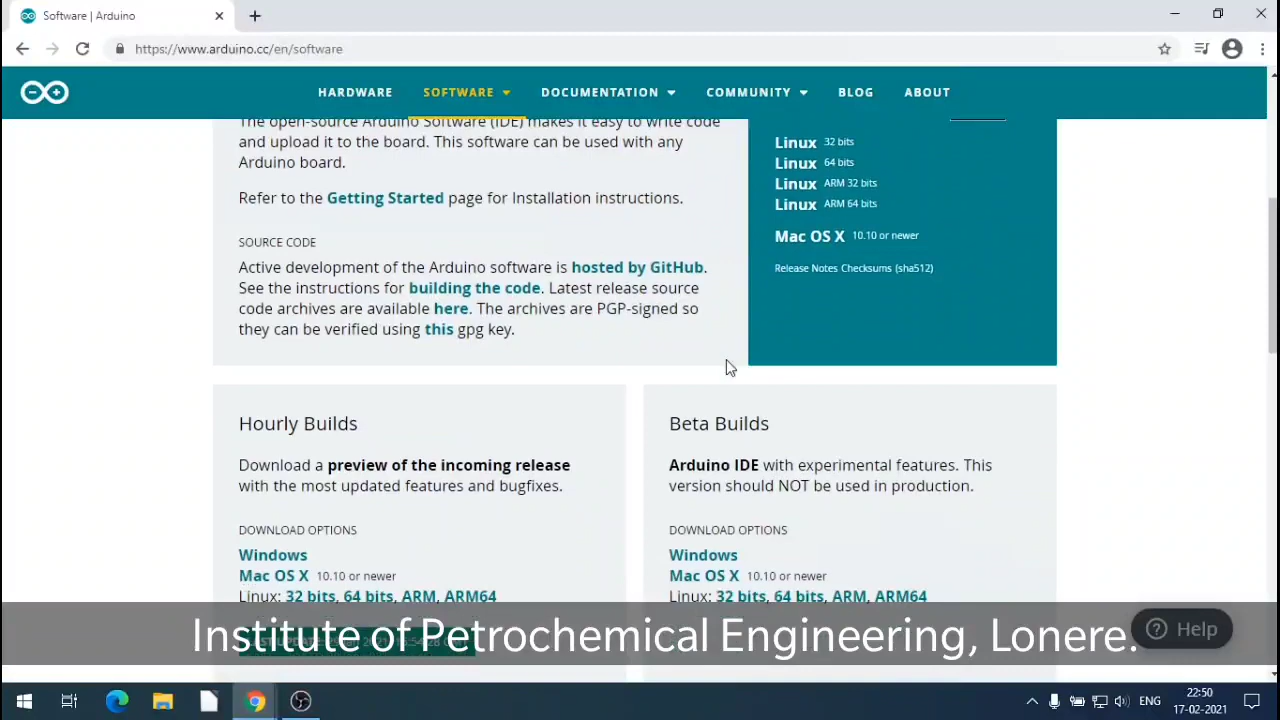 Software | Arduino
https://www.arduino.cc/en/software
HARDWARE SOFTWARE DOCUMENTATION COMMUNITY BLOG ABOUT
The open-source Arduino Software (IDE) makes it easy to write code
and upload it to the board. This software can be used with any
Arduino board.
Refer to the Getting Started page for Installation instructions.
SOURCE CODE
Active development of the Arduino software is hosted by GitHub.
See the instructions for building the code. Latest release source
code archives are available here. The archives are PGP-signed so
they can be verified using this gpg key.
Linux 32 bits
Linux 64 bits
Linux ARM 32 bits
Linux ARM 64 bits
Mac OS X 10.10 or newer
Release Notes Checksums (sha512)
Hourly Builds
Download a preview of the incoming release
with the most updated features and bugfixes.
DOWNLOAD OPTIONS
Windows
Mac OS X 10.10 or newer
Linux: 32 bits, 64 bits, ARM, ARM64
Beta Builds
Arduino IDE with experimental features. This
version should NOT be used in production.
DOWNLOAD OPTIONS
Windows
Mac OS X 10.10 or newer
Linux: 32 bits, 64 bits, ARM, ARM64
Institute of Petrochemical Engineering, Lonere.
Help
ENG
22:50
17-02-2021